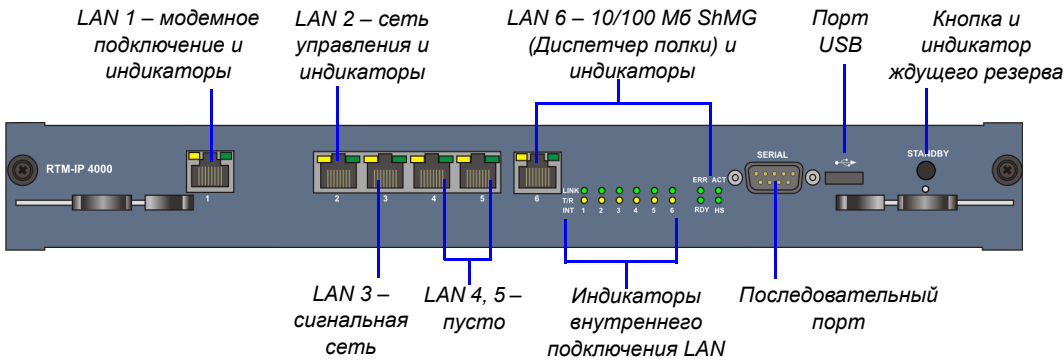 LAN 1 – модемное
подключение и
индикаторы
LAN 2 – сеть
управления и
индикаторы
LAN 6 – 10/100 Мб ShMG
(Диспетчер полки) и
индикаторы
Порт
USB
Кнопка и
индикатор
ждущего резерва
RTM-IP 4000
1
2
3
4
5
6
LINK
T/R
INT 1 2 3 4 5 6
ERR ACT
RDY HS
SERIAL
STANDBY
LAN 3 –
сигнальная
сеть
LAN 4, 5 –
пусто
Индикаторы
внутреннего
подключения LAN
Последовательный
порт